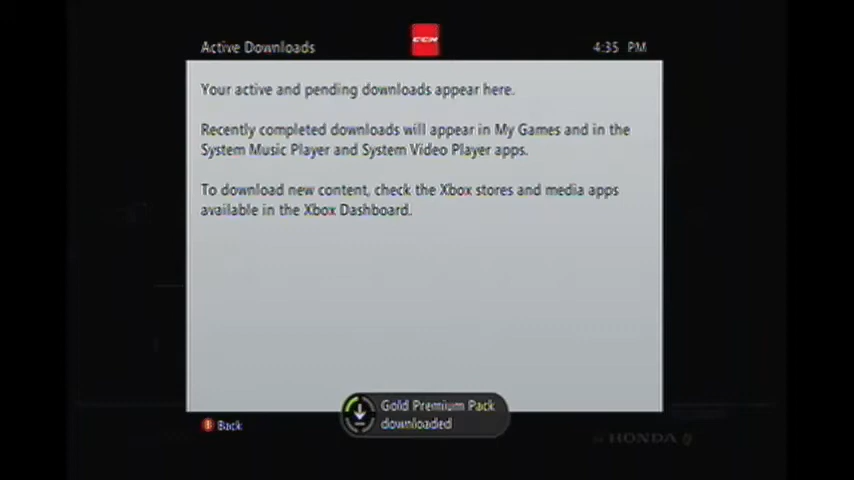 Active Downloads
CCM
4:35 PM
Your active and pending downloads appear here.
Recently completed downloads will appear in My Games and in the
System Music Player and System Video Player apps.
To download new content, check the Xbox stores and media apps
available in the Xbox Dashboard.
Gold Premium Pack
downloaded
Back
HONDA